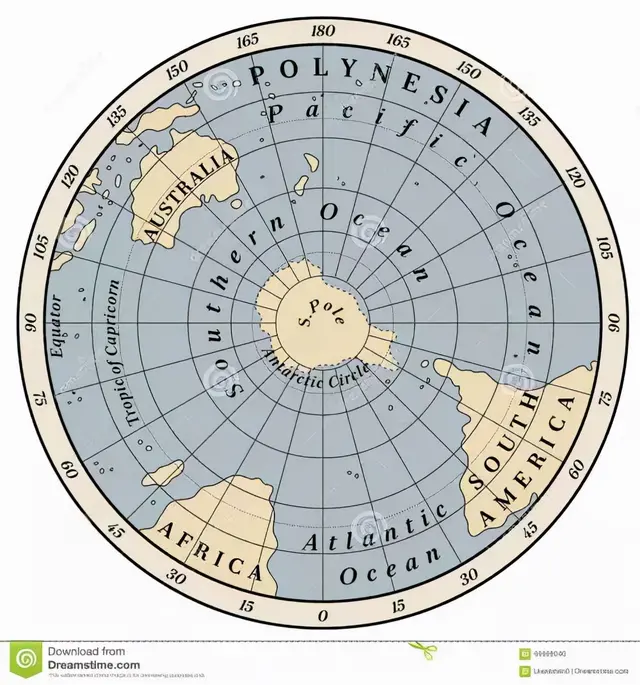 180
165
165
150
150
135
135
120
120
105
105
90
90
75
75
60
60
45
45
30
30
15
15
0
POLYNESIA
Pacific Ocean
AUSTRALIA
Southern Ocean
S. Pole
Antarctic Circle
Equator
Tropic of Capricorn
SOUTH
AMERICA
AFRICA
Atlantic
Ocean
Download from
Dreamstime.com